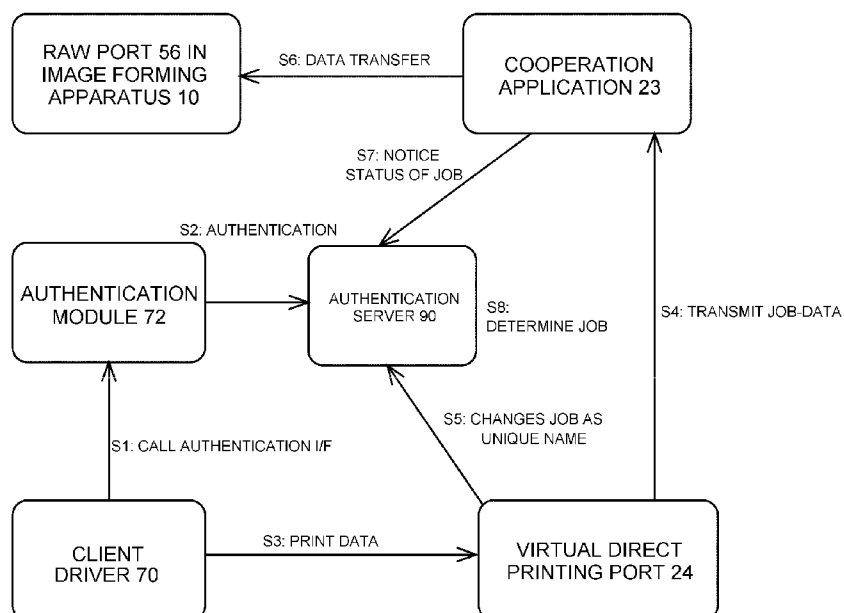 RAW PORT 56 IN
IMAGE FORMING
APPARATUS 10
S6: DATA TRANSFER
COOPERATION
APPLICATION 23
S7: NOTICE
STATUS OF JOB
S2: AUTHENTICATION
AUTHENTICATION
MODULE 72
AUTHENTICATION
SERVER 90
S8:
DETERMINE JOB
S4: TRANSMIT JOB-DATA
S5: CHANGES JOB AS
UNIQUE NAME
S1: CALL AUTHENTICATION I/F
CLIENT
DRIVER 70
S3: PRINT DATA
VIRTUAL DIRECT
PRINTING PORT 24